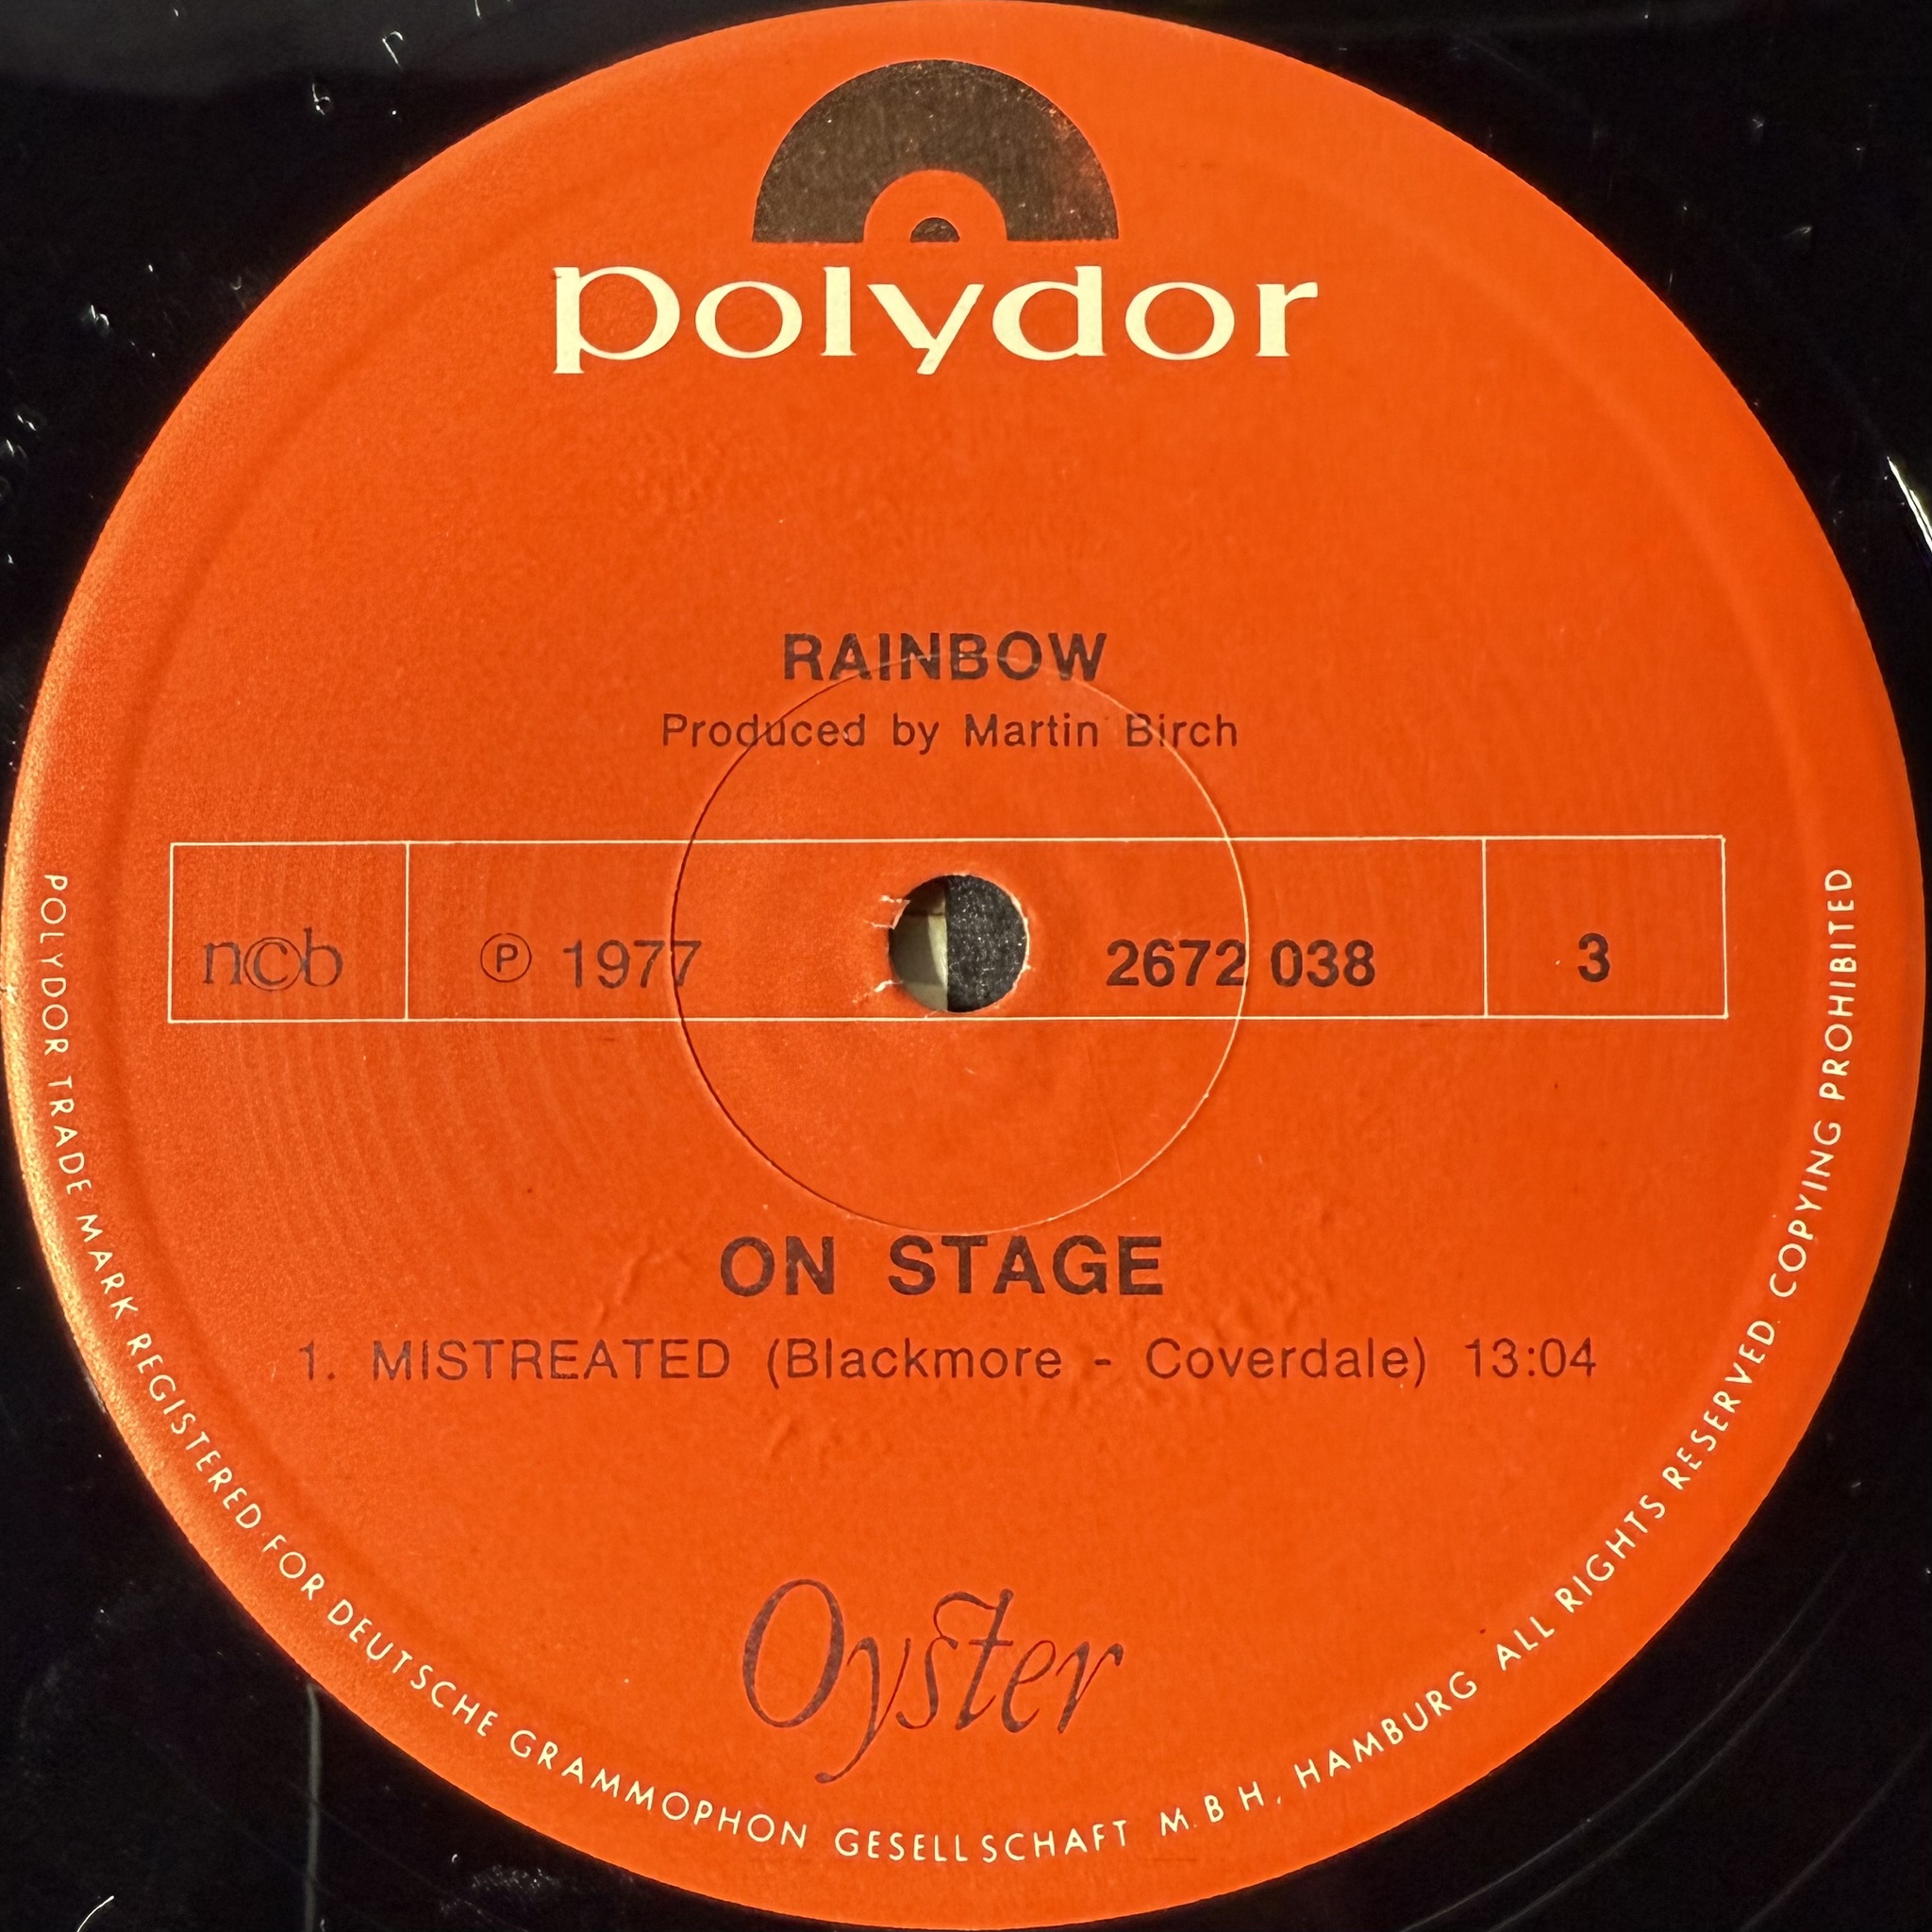 polydor
RAINBOW
Produced by Martin Birch
n©b
℗ 1977
2672 038
3
ON STAGE
1. MISTREATED (Blackmore - Coverdale) 13:04
Oyster
POLYDOR TRADE MARK REGISTERED FOR DEUTSCHE GRAMMOPHON GESELLSCHAFT M.B H. HAMBURG ALL RIGHTS RESERVED COPYING PROHIBITED